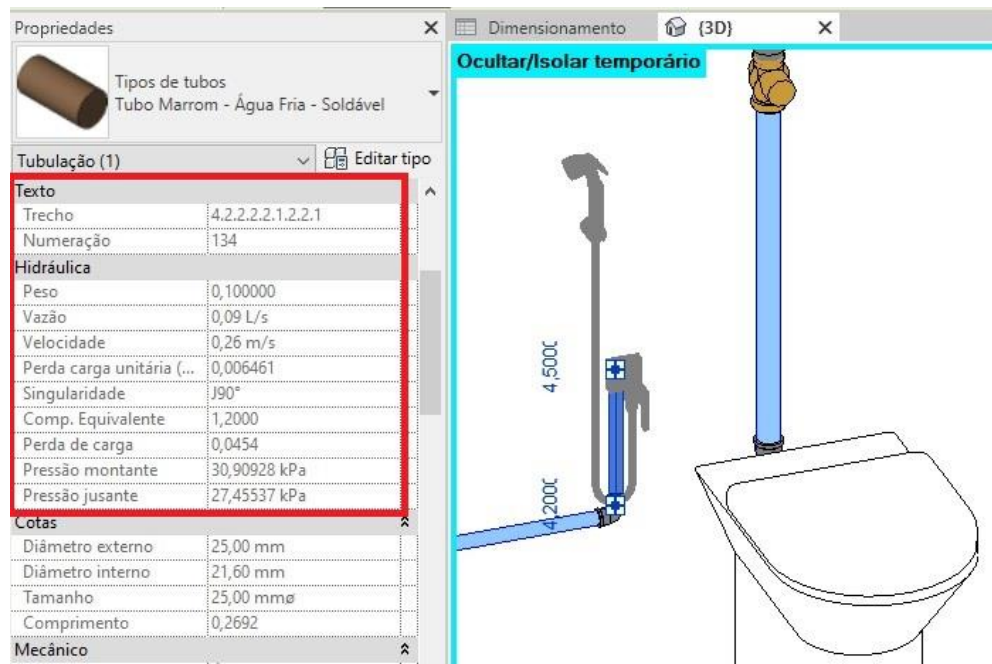 Propriedades
Tipos de tubos
Tubo Marrom - Água Fria - Soldável
Tubulação (1)
Editar tipo
Texto
Trecho 4.2.2.2.2.1.2.2.1
Numeração 134
Hidráulica
Peso 0,100000
Vazão 0,09 L/s
Velocidade 0,26 m/s
Perda carga unitária (... 0,006461
Singularidade J90°
Comp. Equivalente 1,2000
Perda de carga 0,0454
Pressão montante 30,90928 kPa
Pressão jusante 27,45537 kPa
Cotas
Diâmetro externo 25,00 mm
Diâmetro interno 21,60 mm
Tamanho 25,00 mmø
Comprimento 0,2692
Mecânico
Dimensionamento
{3D}
Ocultar/Isolar temporário
4,5000
4,2000